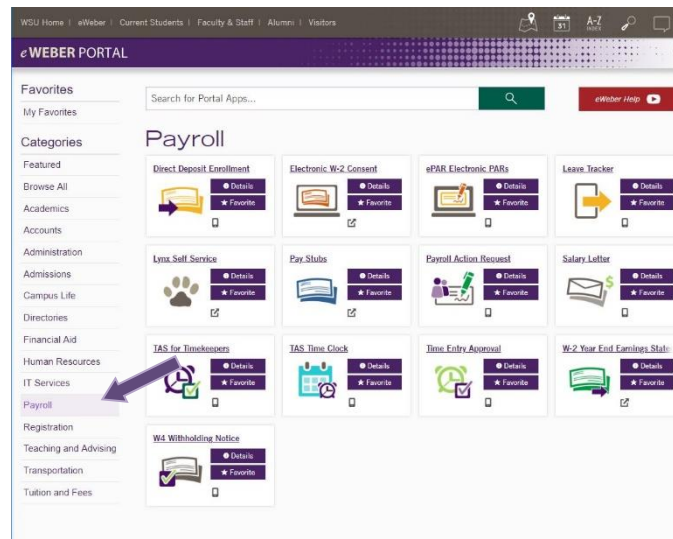 WSU Home | eWeber | Current Students | Faculty & Staff | Alumni | Visitors
31 A-Z
INDEX
eWEBER PORTAL
Favorites
My Favorites
Categories
Featured
Browse All
Academics
Accounts
Administration
Admissions
Campus Life
Directories
Financial Aid
Human Resources
IT Services
Payroll
Registration
Teaching and Advising
Transportation
Tuition and Fees
Search for Portal Apps...
eWeber Help
Payroll
Direct Deposit Enrollment
Details
Favorite
Electronic W-2 Consent
Details
Favorite
ePAR Electronic PARs
Details
Favorite
Leave Tracker
Details
Favorite
Lynx Self Service
Details
Favorite
Pay Stubs
Details
Favorite
Payroll Action Request
Details
Favorite
Salary Letter
Details
Favorite
TAS for Timekeepers
Details
Favorite
TAS Time Clock
Details
Favorite
Time Entry Approval
Details
Favorite
W-2 Year End Earnings State
Details
Favorite
W4 Withholding Notice
Details
Favorite